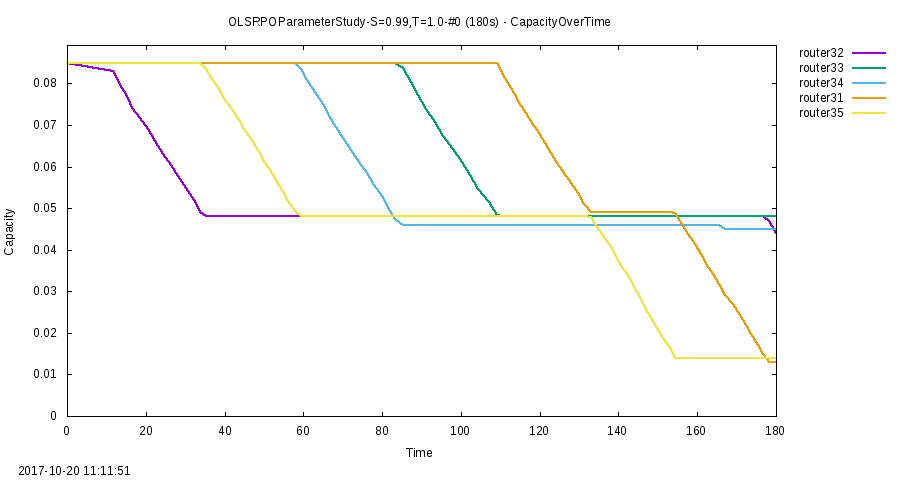 OLSRPOParameterStudy-S=0.99,T=1.0-#0 (180s) - CapacityOverTime
router32
router33
router34
router31
router35
0.08
0.07
0.06
0.05
0.04
0.03
0.02
0.01
0
Capacity
0 20 40 60 80 100 120 140 160 180
Time
2017-10-20 11:11:51